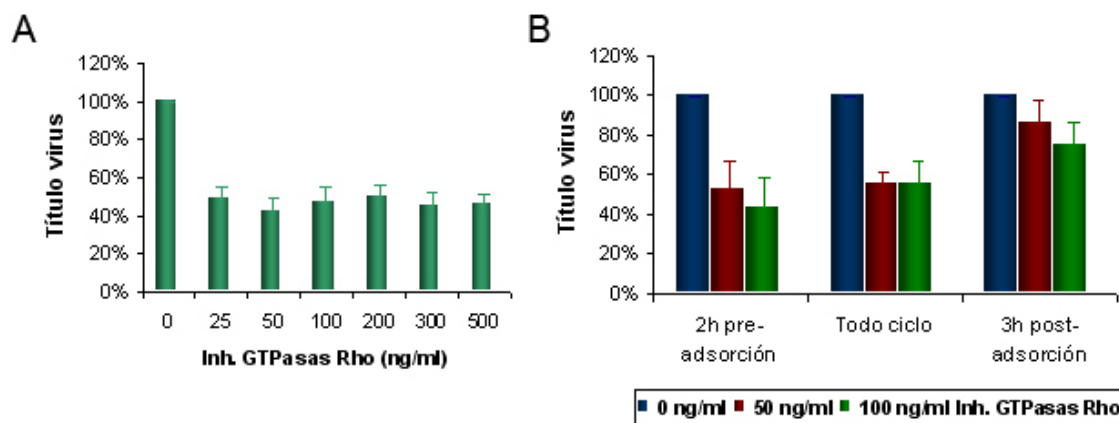 A
120%
100%
80%
60%
40%
20%
0%
Título virus
0 25 50 100 200 300 500
Inh. GTPasas Rho (ng/ml)
B
120%
100%
80%
60%
40%
20%
0%
Título virus
2h pre-
adsorción
Todo ciclo
3h post-
adsorción
0 ng/ml 50 ng/ml 100 ng/ml Inh. GTPasas Rho